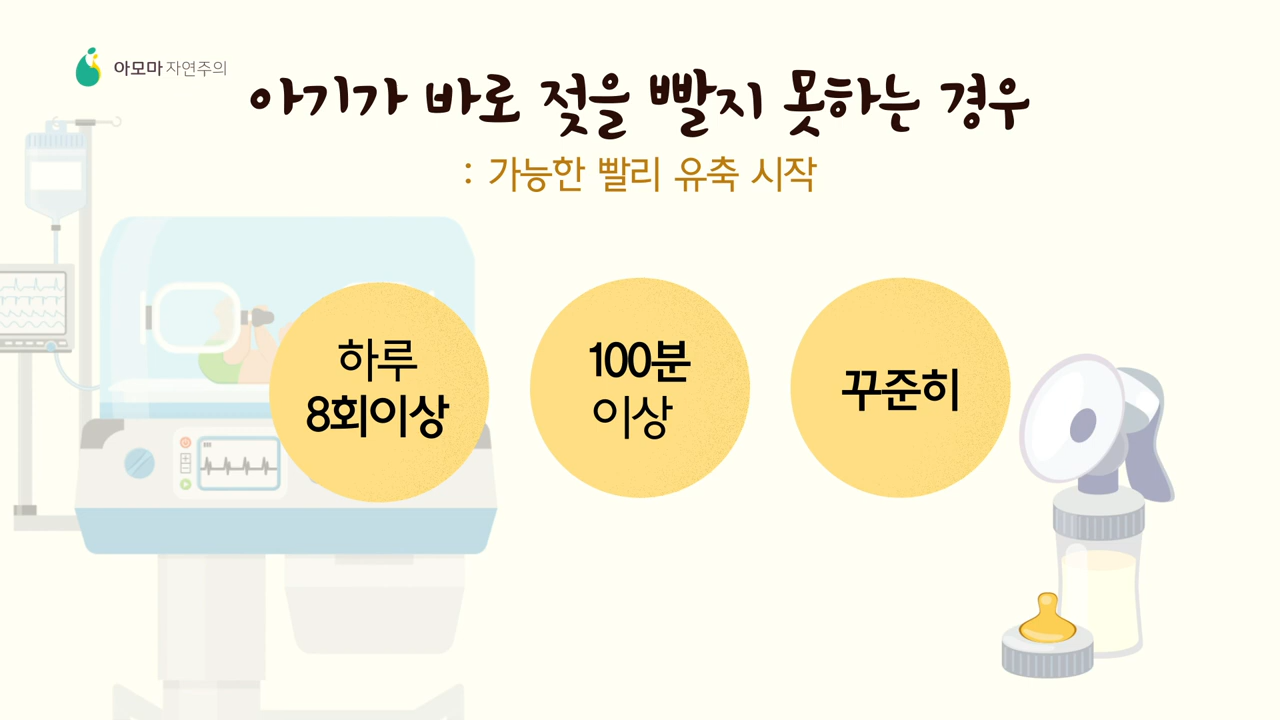 아모마 자연주의
아기가 바로 젖을 빨지 못하는 경우
: 가능한 빨리 유축 시작
하루
8회이상
100분
이상
꾸준히